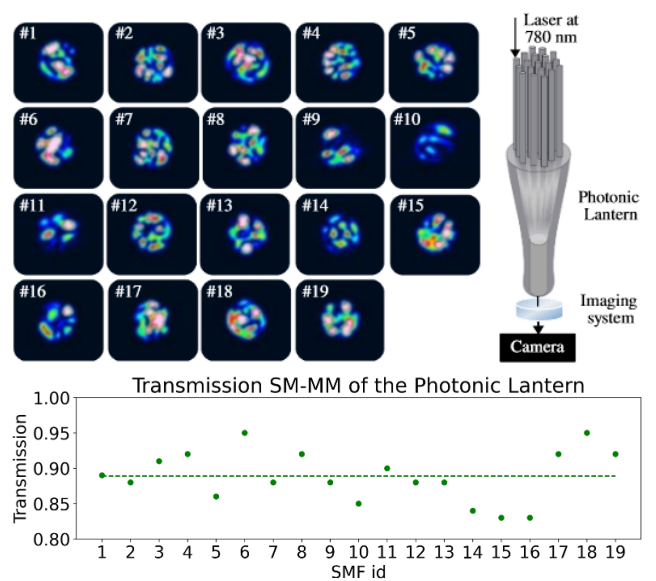 #1 #2 #3 #4 #5
#6 #7 #8 #9 #10
#11 #12 #13 #14 #15
#16 #17 #18 #19
Laser at
780 nm
Photonic
Lantern
Imaging
system
Camera
Transmission SM-MM of the Photonic Lantern
Transmission
1.00
0.95
0.90
0.85
0.80
1 2 3 4 5 6 7 8 9 10 11 12 13 14 15 16 17 18 19
SMF id